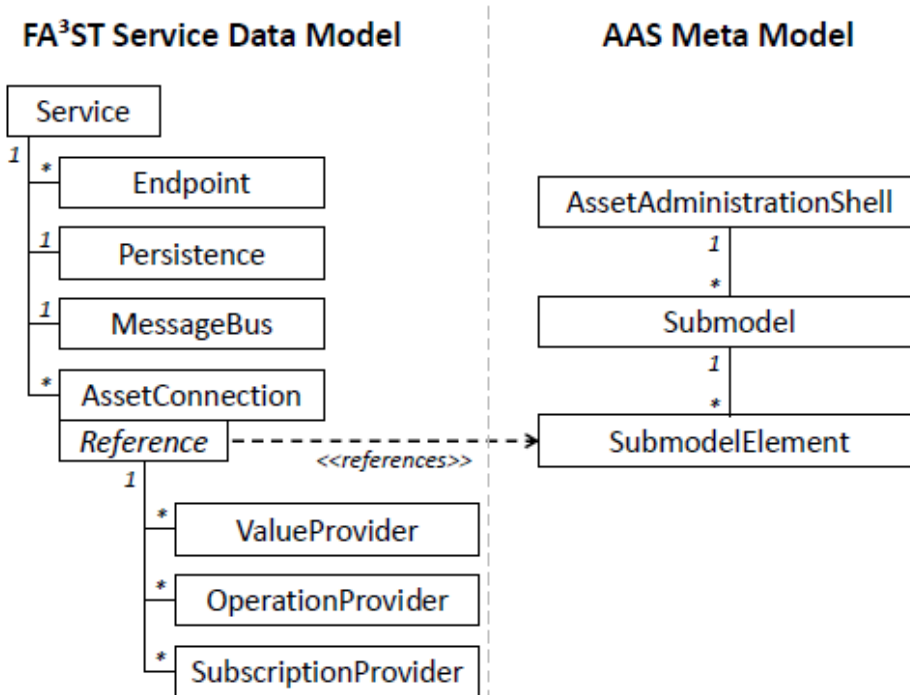 FA³ST Service Data Model
Service
1
*
Endpoint
1
Persistence
1
MessageBus
*
AssetConnection
Reference
<<references>>
1
*
ValueProvider
*
OperationProvider
*
SubscriptionProvider
AAS Meta Model
AssetAdministrationShell
1
*
Submodel
1
*
SubmodelElement